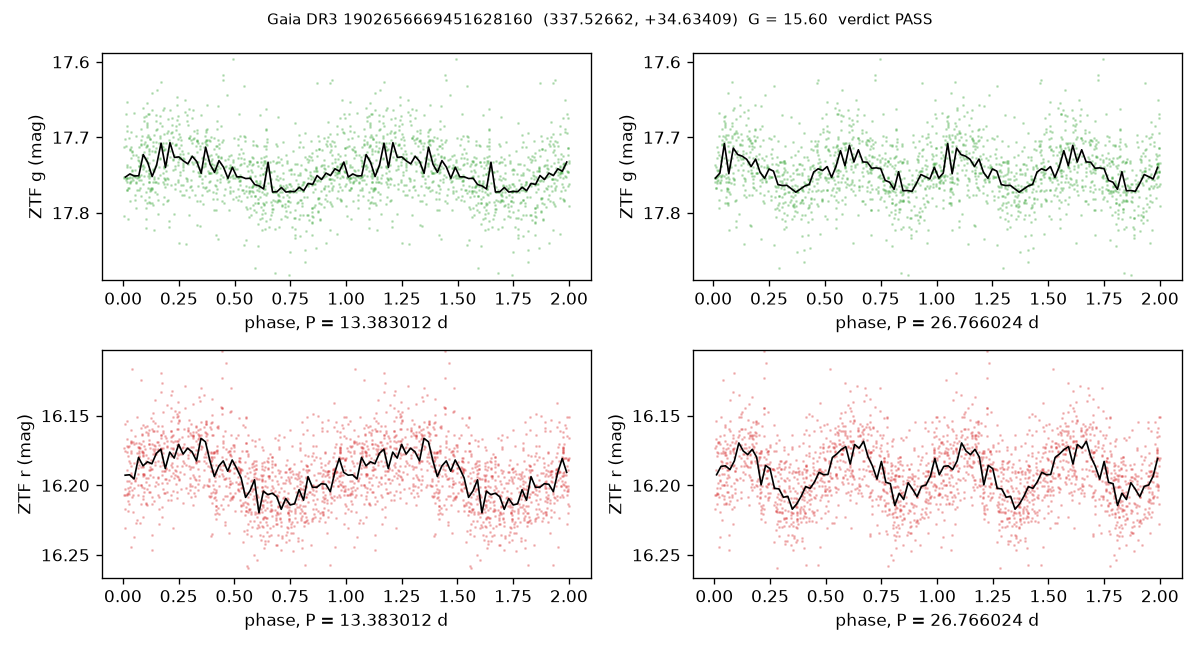 Gaia DR3 1902656669451628160 (337.52662, +34.63409) G = 15.60 verdict PASS
17.6
17.7
17.8
ZTF g (mag)
0.00 0.25 0.50 0.75 1.00 1.25 1.50 1.75 2.00
phase, P = 13.383012 d
17.6
17.7
17.8
ZTF g (mag)
0.00 0.25 0.50 0.75 1.00 1.25 1.50 1.75 2.00
phase, P = 26.766024 d
16.15
16.20
16.25
ZTF r (mag)
0.00 0.25 0.50 0.75 1.00 1.25 1.50 1.75 2.00
phase, P = 13.383012 d
16.15
16.20
16.25
ZTF r (mag)
0.00 0.25 0.50 0.75 1.00 1.25 1.50 1.75 2.00
phase, P = 26.766024 d